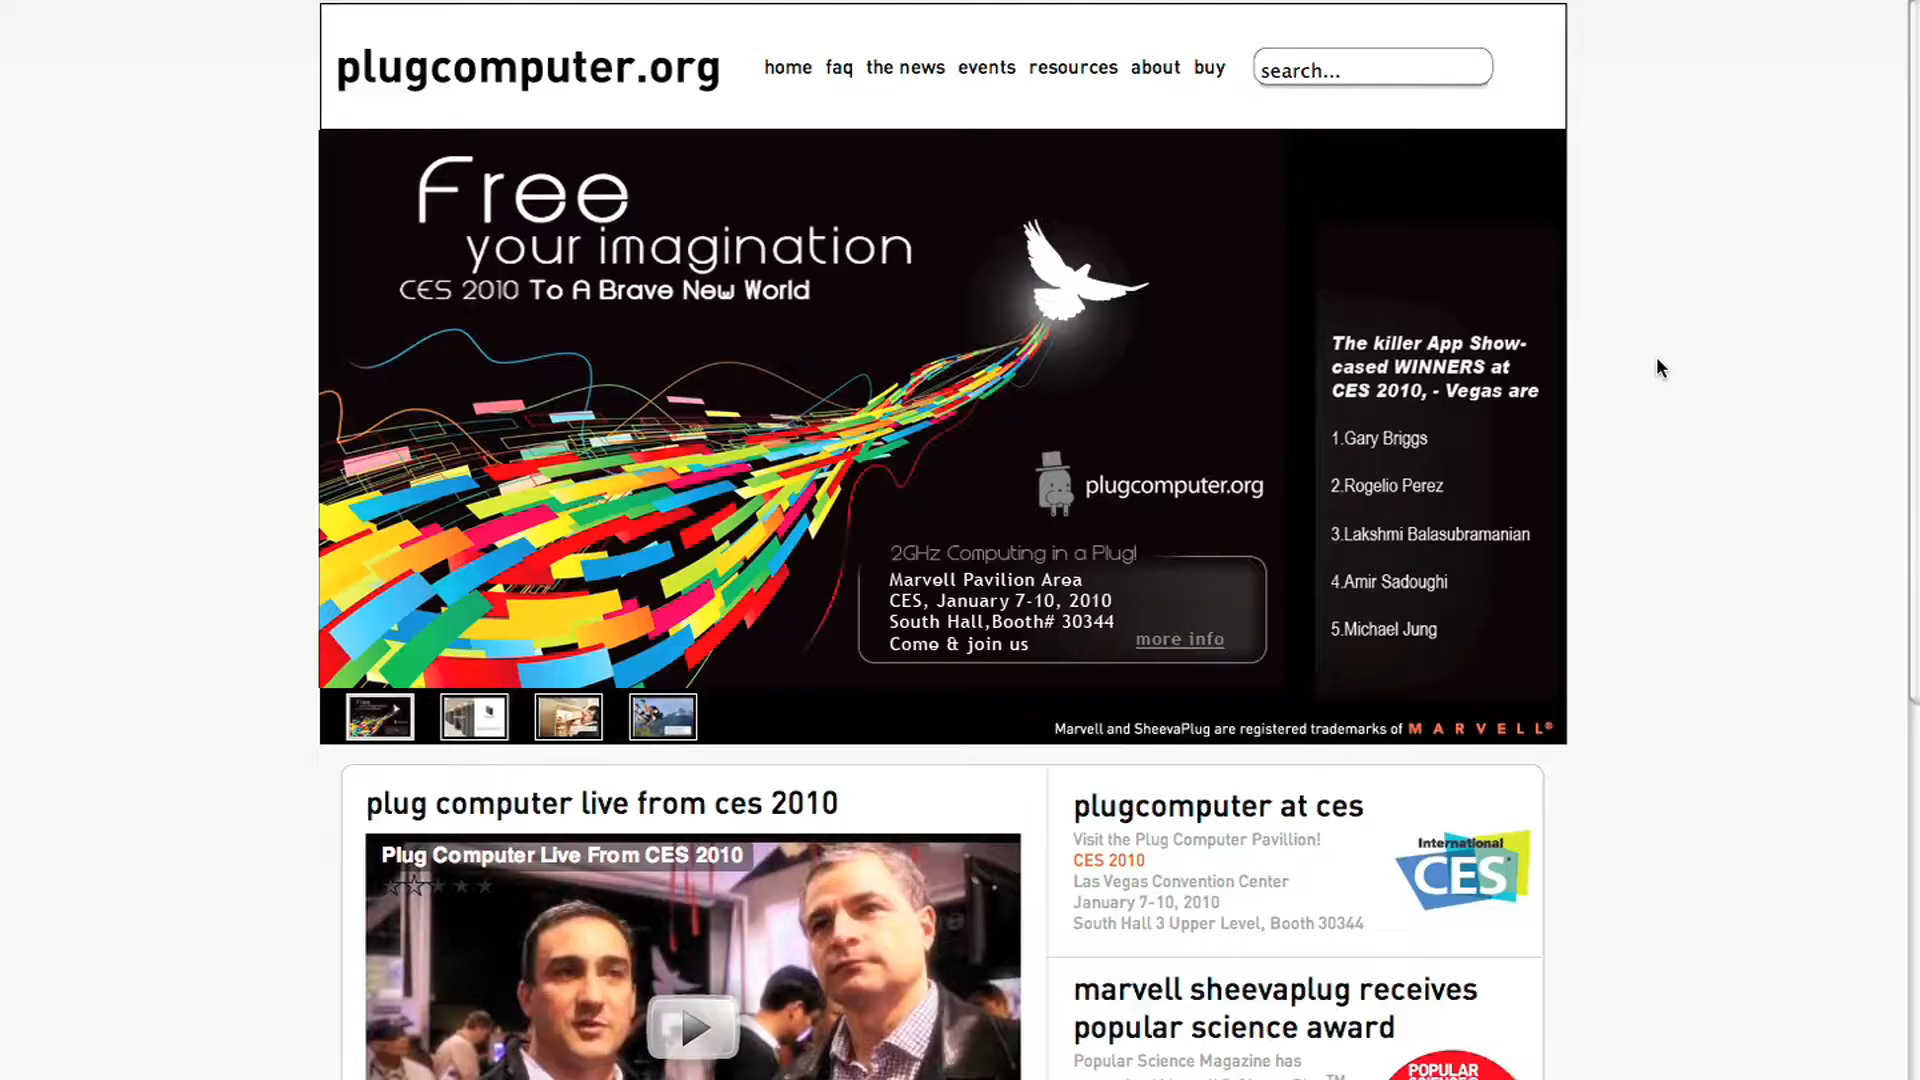 plugcomputer.org
home faq the news events resources about buy
search...
Free
your imagination
CES 2010 To A Brave New World
The killer App Show-
cased WINNERS at
CES 2010, - Vegas are
1.Gary Briggs
2.Rogelio Perez
3.Lakshmi Balasubramanian
4.Amir Sadoughi
5.Michael Jung
plugcomputer.org
2GHz Computing in a Plug!
Marvell Pavilion Area
CES, January 7-10, 2010
South Hall,Booth# 30344
Come & join us
more info
Marvell and SheevaPlug are registered trademarks of MARVELL®
plug computer live from ces 2010
Plug Computer Live From CES 2010
plugcomputer at ces
Visit the Plug Computer Pavillion!
CES 2010
Las Vegas Convention Center
January 7-10, 2010
South Hall 3 Upper Level, Booth 30344
International
CES
marvell sheevaplug receives
popular science award
Popular Science Magazine has
POPULAR